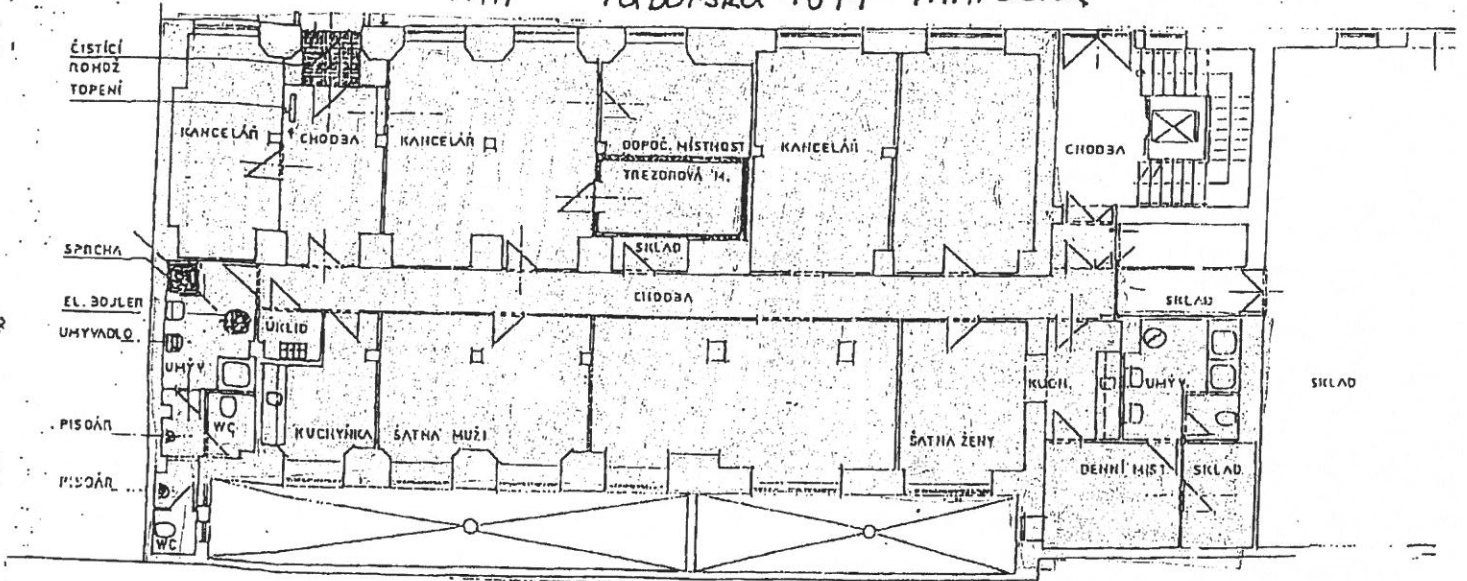 ČISTÍCÍ
ROHOŽ
TOPENÍ
KANCELÁŘ
CHODBA
KANCELÁŘ
DOPOČ. MÍSTNOST
TREZOROVÁ M.
KANCELÁŘ
CHODBA
SKLAD
SPRCHA
EL. BOJLER
UMYVADLO
UMÝV.
ÚKLID
CHODBA
SKLAD
PISOÁR
WC
KUCHYŇKA
ŠATNA MUŽI
ŠATNA ŽENY
KUCH.
UMÝV.
SKLAD
PISOÁR
WC
DENNÍ MÍST.
SKLAD